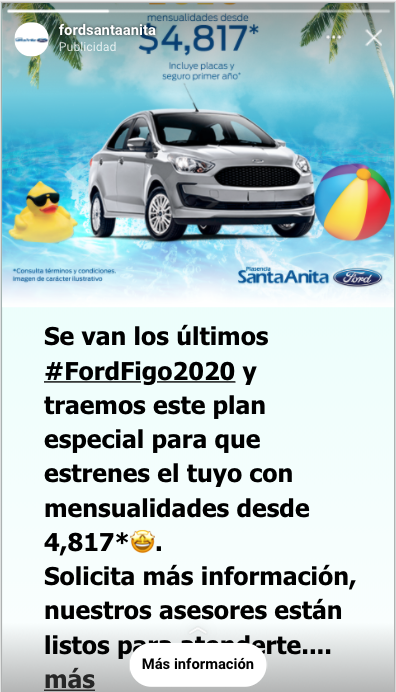 fordsantaanita
Publicidad
mensualidades desde
$4,817*
Incluye placas y
seguro primer año*
*Consulta términos y condiciones.
imagen de carácter ilustrativo
Plasencia
SantaAnita
Ford
Se van los últimos
#FordFigo2020 y
traemos este plan
especial para que
estrenes el tuyo con
mensualidades desde
4,817*🤩.
Solicita más información,
nuestros asesores están
listos para atenderte....
más
Más información